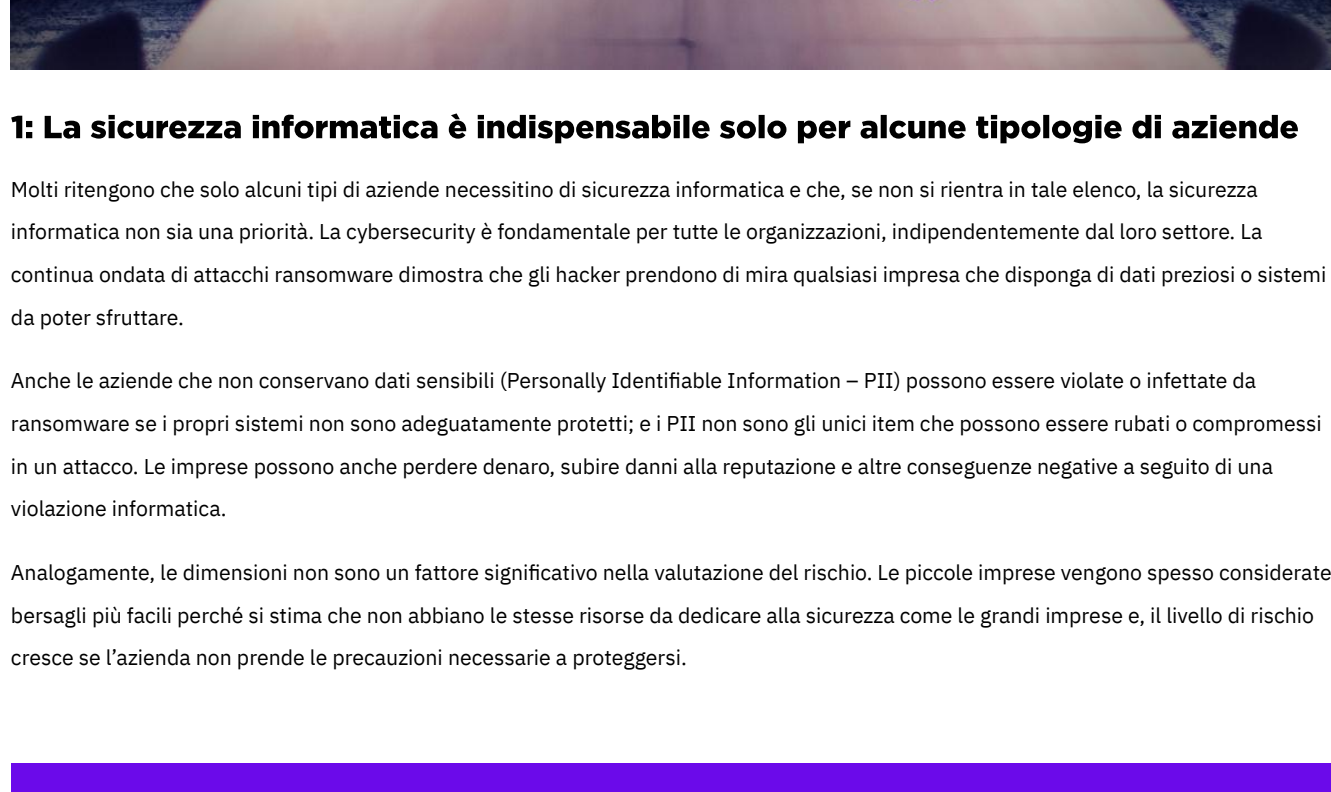 1: La sicurezza informatica è indispensabile solo per alcune tipologie di aziende
Molti ritengono che solo alcuni tipi di aziende necessitino di sicurezza informatica e che, se non si rientra in tale elenco, la sicurezza
informatica non sia una priorità. La cybersecurity è fondamentale per tutte le organizzazioni, indipendentemente dal loro settore. La
continua ondata di attacchi ransomware dimostra che gli hacker prendono di mira qualsiasi impresa che disponga di dati preziosi o sistemi
da poter sfruttare.
Anche le aziende che non conservano dati sensibili (Personally Identifiable Information – PII) possono essere violate o infettate da
ransomware se i propri sistemi non sono adeguatamente protetti; e i PII non sono gli unici item che possono essere rubati o compromessi
in un attacco. Le imprese possono anche perdere denaro, subire danni alla reputazione e altre conseguenze negative a seguito di una
violazione informatica.
Analogamente, le dimensioni non sono un fattore significativo nella valutazione del rischio. Le piccole imprese vengono spesso considerate
bersagli più facili perché si stima che non abbiano le stesse risorse da dedicare alla sicurezza come le grandi imprese e, il livello di rischio
cresce se l’azienda non prende le precauzioni necessarie a proteggersi.